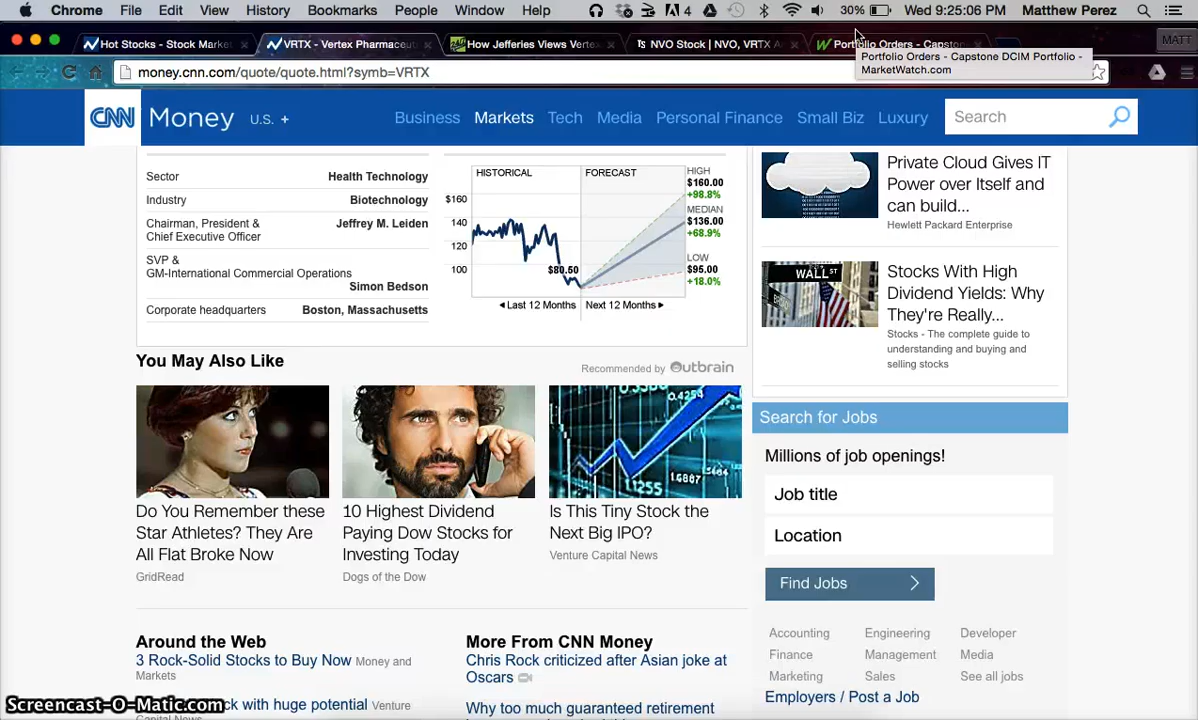 Chrome File Edit View History Bookmarks People Window Help 4 30% Wed 9:25:06 PM Matthew Perez
Hot Stocks - Stock Market
VRTX - Vertex Pharmaceut
How Jefferies Views Vertex
NVO Stock | NVO, VRTX A
Portfolio Orders - Capston
MATT
money.cnn.com/quote/quote.html?symb=VRTX
Portfolio Orders - Capstone DCIM Portfolio -
MarketWatch.com
CNN Money U.S. + Business Markets Tech Media Personal Finance Small Biz Luxury Search
Sector Health Technology
Industry Biotechnology
Chairman, President & Jeffrey M. Leiden
Chief Executive Officer
SVP &
GM-International Commercial Operations
Simon Bedson
Corporate headquarters Boston, Massachusetts
HISTORICAL FORECAST
$160
140
120
100
$80.50
HIGH
$160.00
+98.8%
MEDIAN
$136.00
+68.9%
LOW
$95.00
+18.0%
Last 12 Months Next 12 Months
Private Cloud Gives IT
Power over Itself and
can build...
Hewlett Packard Enterprise
WALL ST
Stocks With High
Dividend Yields: Why
They're Really...
Stocks - The complete guide to
understanding and buying and
selling stocks
You May Also Like
Recommended by Outbrain
Do You Remember these
Star Athletes? They Are
All Flat Broke Now
GridRead
10 Highest Dividend
Paying Dow Stocks for
Investing Today
Dogs of the Dow
Is This Tiny Stock the
Next Big IPO?
Venture Capital News
Search for Jobs
Millions of job openings!
Job title
Location
Find Jobs
Accounting Engineering Developer
Finance Management Media
Marketing Sales See all jobs
Employers / Post a Job
Around the Web
3 Rock-Solid Stocks to Buy Now Money and
Markets
ck with huge potential Venture
Capital News
More From CNN Money
Chris Rock criticized after Asian joke at
Oscars
Why too much guaranteed retirement
Screencast-O-Matic.com